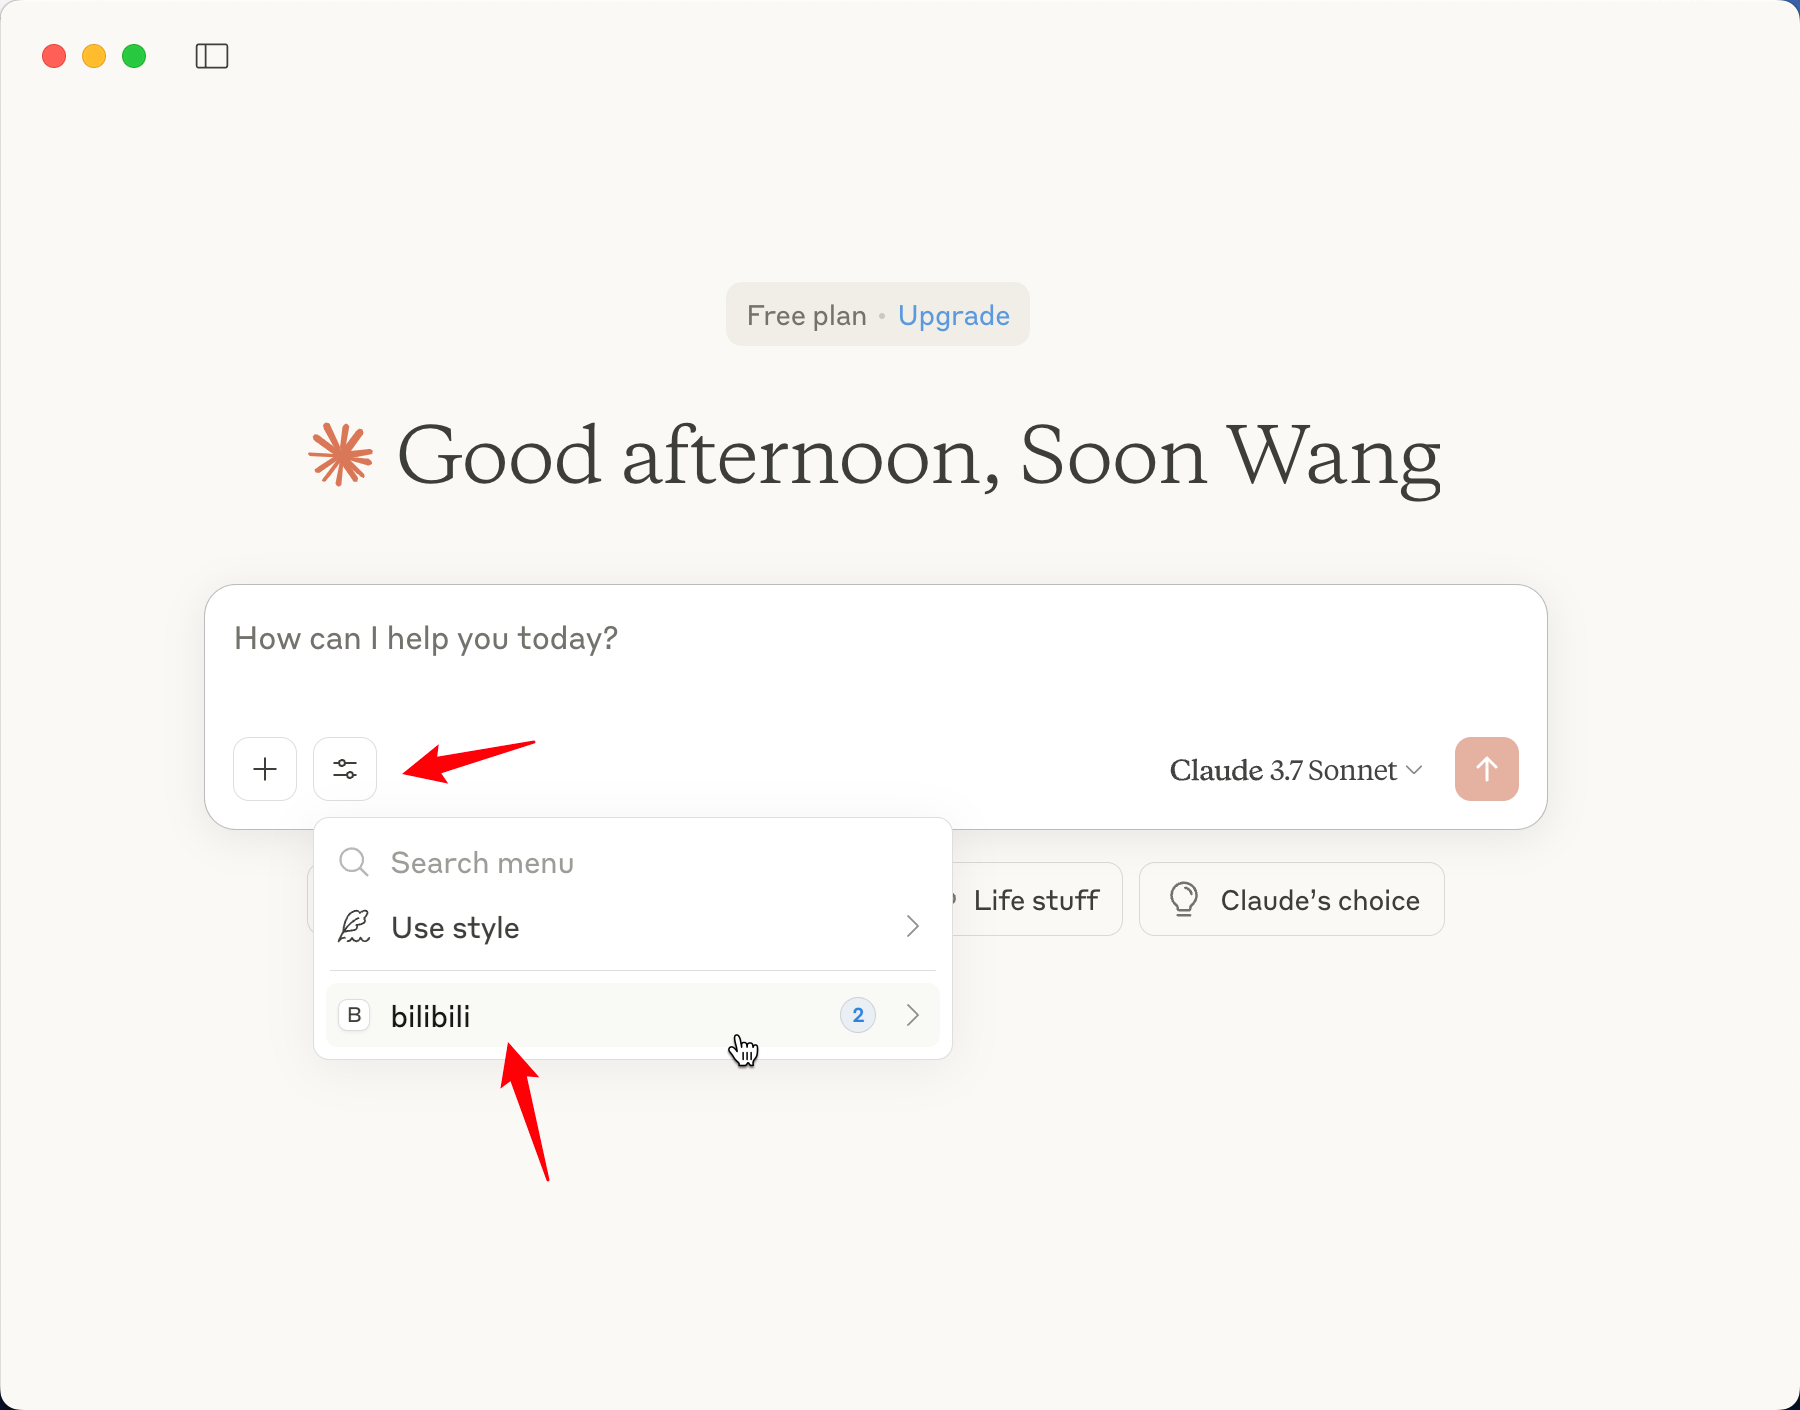 Free plan • Upgrade
Good afternoon, Soon Wang
How can I help you today?
Claude 3.7 Sonnet
Search menu
Use style
B bilibili 2
Life stuff
Claude’s choice